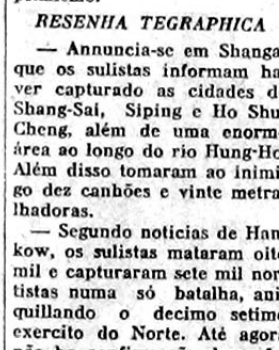 RESENHA TEGRAPHICA
— Annuncia-se em Shanga
que os sulistas informam ha
ver capturado as cidades d
Shang-Sai, Siping e Ho Shu
Cheng, além de uma enorm
área ao longo do rio Hung-Ho
Além disso tomaram ao inimi
go dez canhões e vinte metra
lhadoras.
— Segundo noticias de Han
kow, os sulistas mataram oito
mil e capturaram sete mil nor
tistas numa só batalha, ani
quillando o decimo setim
exercito do Norte. Até agor